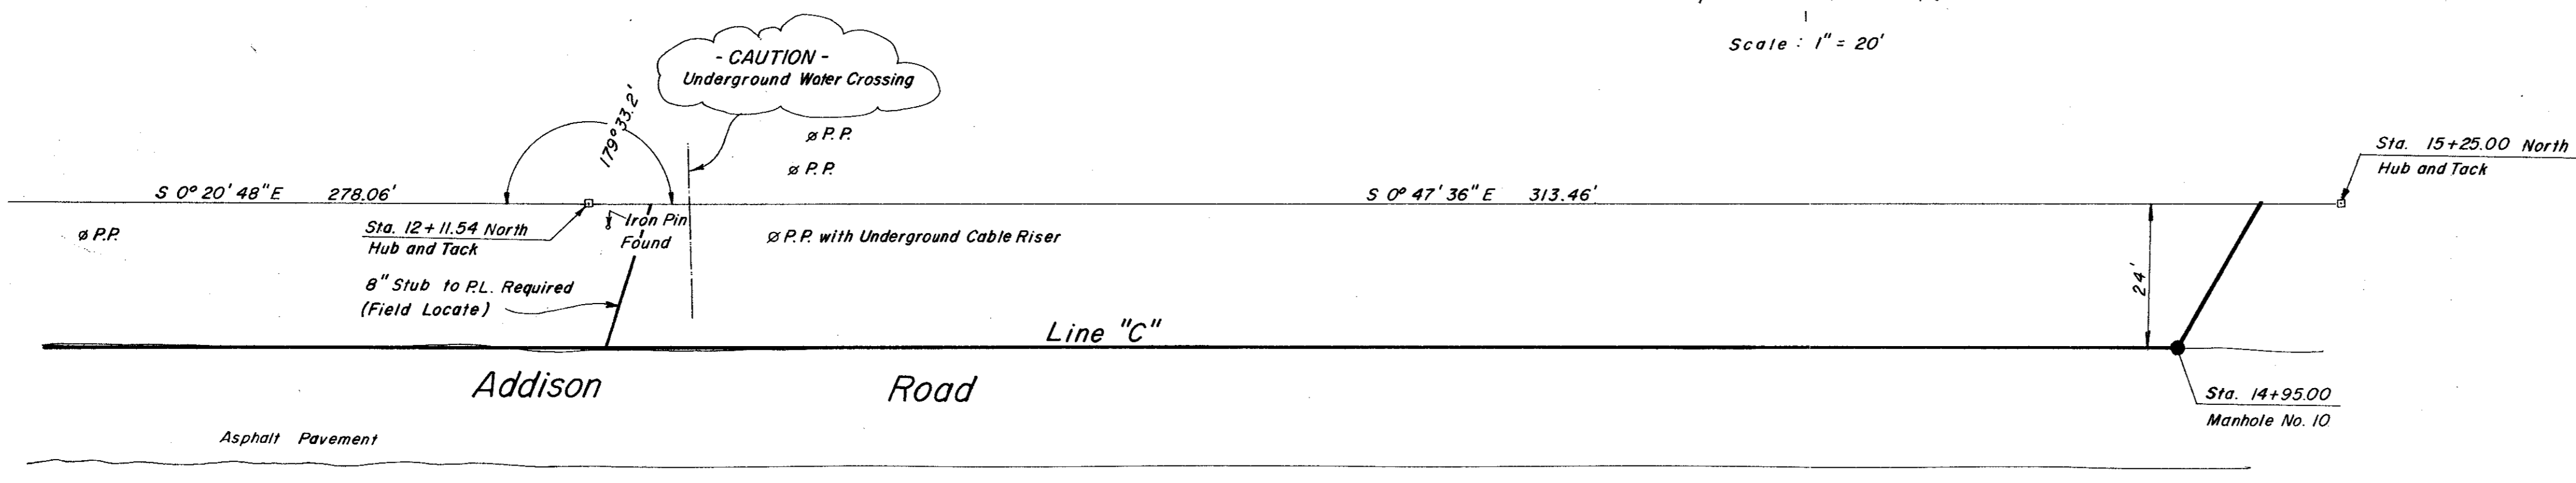 Scale : 1" = 20'
- CAUTION -
Underground Water Crossing
179° 33.2'
ø P.P.
ø P.P.
Sta. 15+25.00 North
Hub and Tack
S 0° 20' 48" E 278.06'
S 0° 47' 36" E 313.46'
Sta. 12+11.54 North
Hub and Tack
Iron Pin
Found
ø P.P.
ø P.P. with Underground Cable Riser
8" Stub to P.L. Required
(Field Locate)
24'
Line "C"
Addison Road
Sta. 14+95.00
Manhole No. 10
Asphalt Pavement